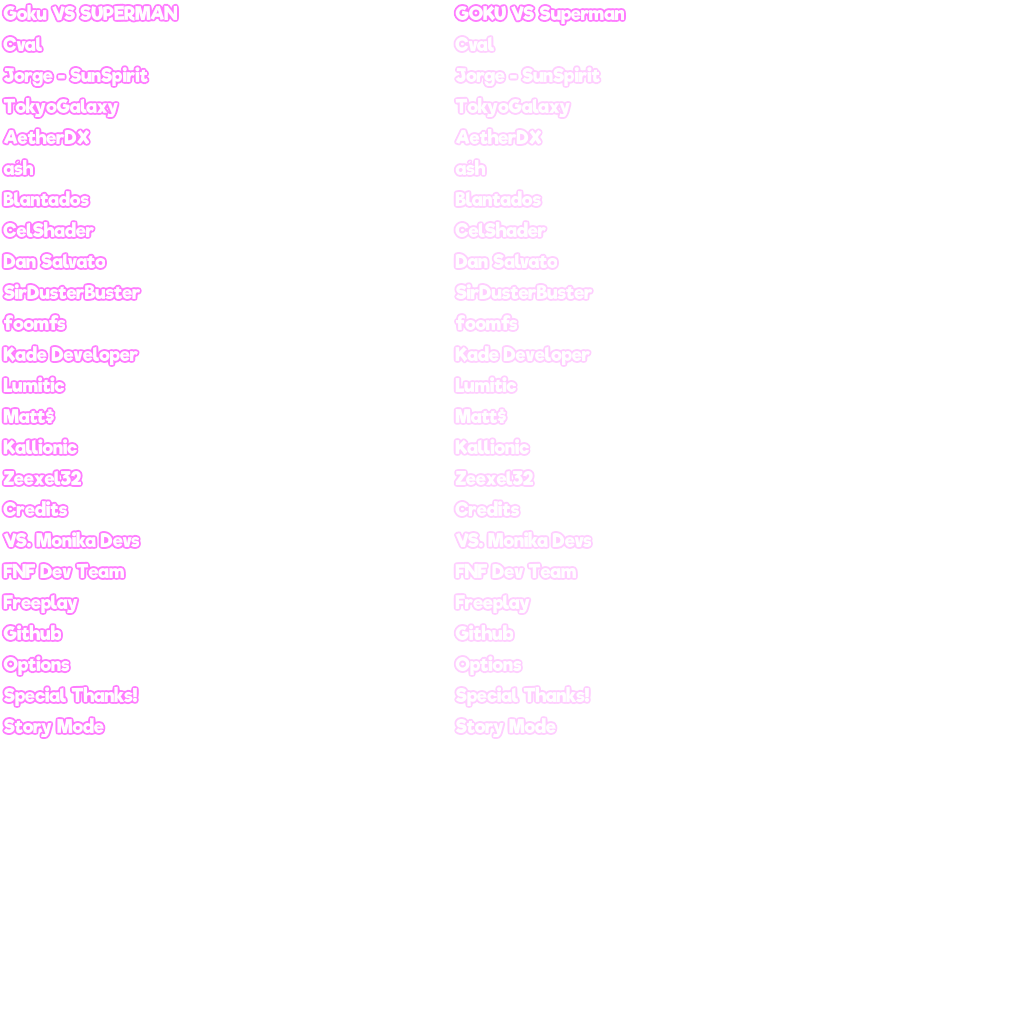 Goku VS SUPERMAN
Cval
Jorge - SunSpirit
TokyoGalaxy
AetherDX
aśh
Blantados
CelShader
Dan Salvato
SirDusterBuster
foomfs
Kade Developer
Lumitic
Matt$
Kallionic
Zeexel32
Credits
VS. Monika Devs
FNF Dev Team
Freeplay
Github
Options
Special Thanks!
Story Mode
GOKU VS Superman
Cval
Jorge - SunSpirit
TokyoGalaxy
AetherDX
aśh
Blantados
CelShader
Dan Salvato
SirDusterBuster
foomfs
Kade Developer
Lumitic
Matt$
Kallionic
Zeexel32
Credits
VS. Monika Devs
FNF Dev Team
Freeplay
Github
Options
Special Thanks!
Story Mode